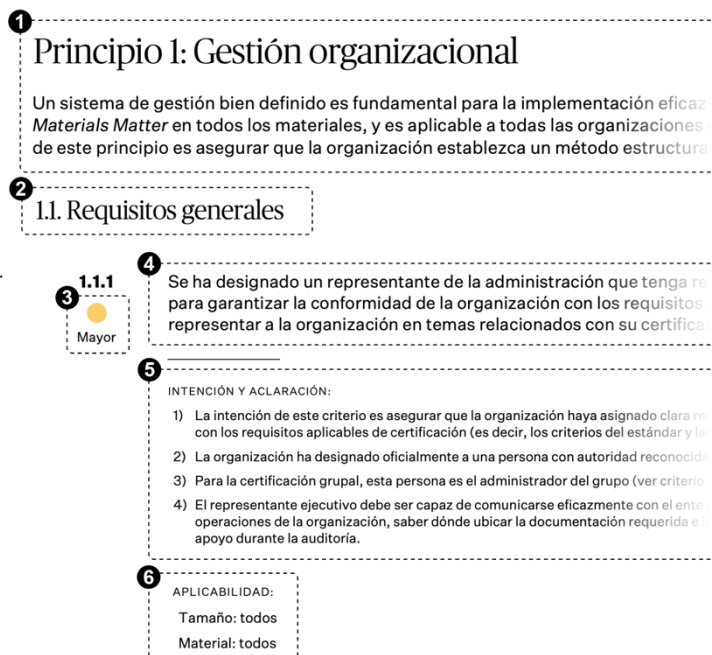 1
Principio 1: Gestión organizacional
Un sistema de gestión bien definido es fundamental para la implementación eficaz
Materials Matter en todos los materiales, y es aplicable a todas las organizaciones
de este principio es asegurar que la organización establezca un método estructura
2
1.1. Requisitos generales
1.1.1
3
Mayor
4
Se ha designado un representante de la administración que tenga
para garantizar la conformidad de la organización con los requisitos
representar a la organización en temas relacionados con su certifica
5
INTENCIÓN Y ACLARACIÓN:
1) La intención de este criterio es asegurar que la organización haya asignado clara
con los requisitos aplicables de certificación (es decir, los criterios del estándar y
2) La organización ha designado oficialmente a una persona con autoridad reconocida
3) Para la certificación grupal, esta persona es el administrador del grupo (ver criterio
4) El representante ejecutivo debe ser capaz de comunicarse eficazmente con el ente
operaciones de la organización, saber dónde ubicar la documentación requerida e
apoyo durante la auditoría.
6
APLICABILIDAD:
Tamaño: todos
Material: todos